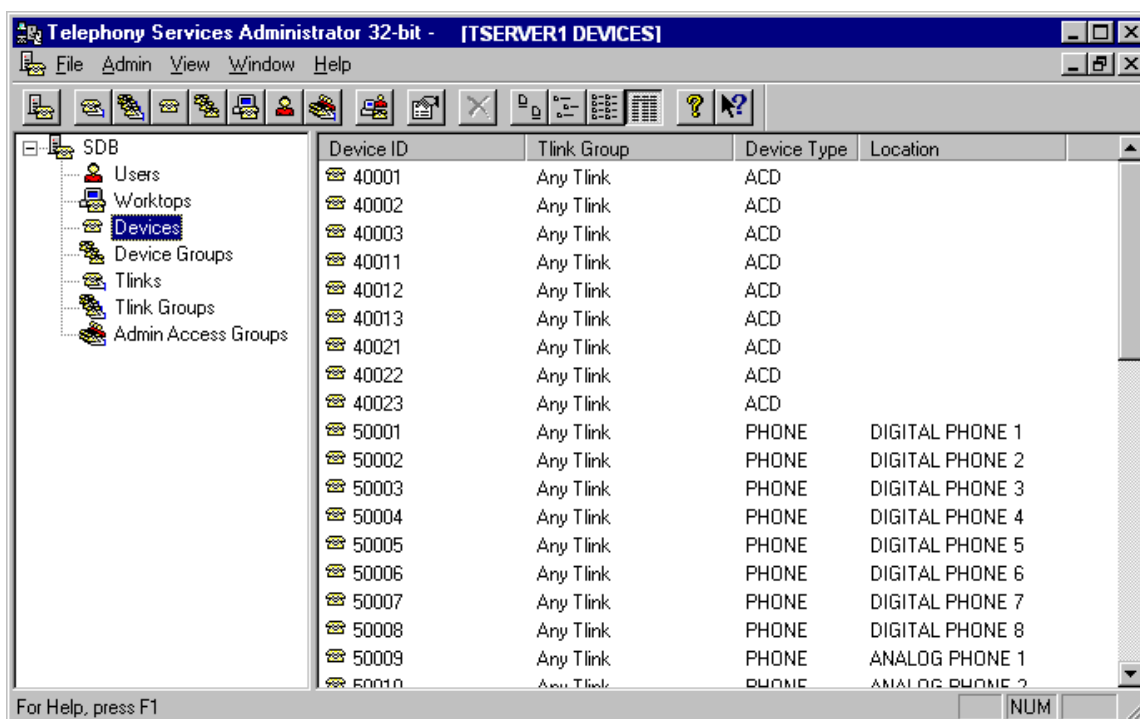 Telephony Services Administrator 32-bit - [TSERVER1 DEVICES]
File Admin View Window Help
SDB
Users
Worktops
Devices
Device Groups
Tlinks
Tlink Groups
Admin Access Groups
Device ID Tlink Group Device Type Location
40001 Any Tlink ACD
40002 Any Tlink ACD
40003 Any Tlink ACD
40011 Any Tlink ACD
40012 Any Tlink ACD
40013 Any Tlink ACD
40021 Any Tlink ACD
40022 Any Tlink ACD
40023 Any Tlink ACD
50001 Any Tlink PHONE DIGITAL PHONE 1
50002 Any Tlink PHONE DIGITAL PHONE 2
50003 Any Tlink PHONE DIGITAL PHONE 3
50004 Any Tlink PHONE DIGITAL PHONE 4
50005 Any Tlink PHONE DIGITAL PHONE 5
50006 Any Tlink PHONE DIGITAL PHONE 6
50007 Any Tlink PHONE DIGITAL PHONE 7
50008 Any Tlink PHONE DIGITAL PHONE 8
50009 Any Tlink PHONE ANALOG PHONE 1
50010 Any Tlink PHONE ANALOG PHONE 2
For Help, press F1 NUM